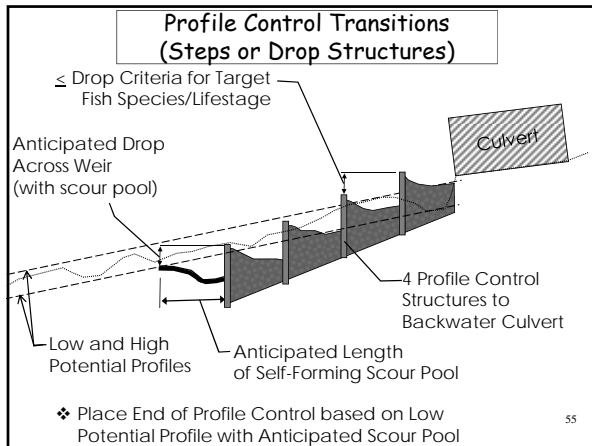 Profile Control Transitions
(Steps or Drop Structures)
< Drop Criteria for Target
Fish Species/Lifestage
Anticipated Drop
Across Weir
(with scour pool)
Culvert
4 Profile Control
Structures to
Backwater Culvert
Low and High
Potential Profiles
Anticipated Length
of Self-Forming Scour Pool
❖ Place End of Profile Control based on Low
Potential Profile with Anticipated Scour Pool
55